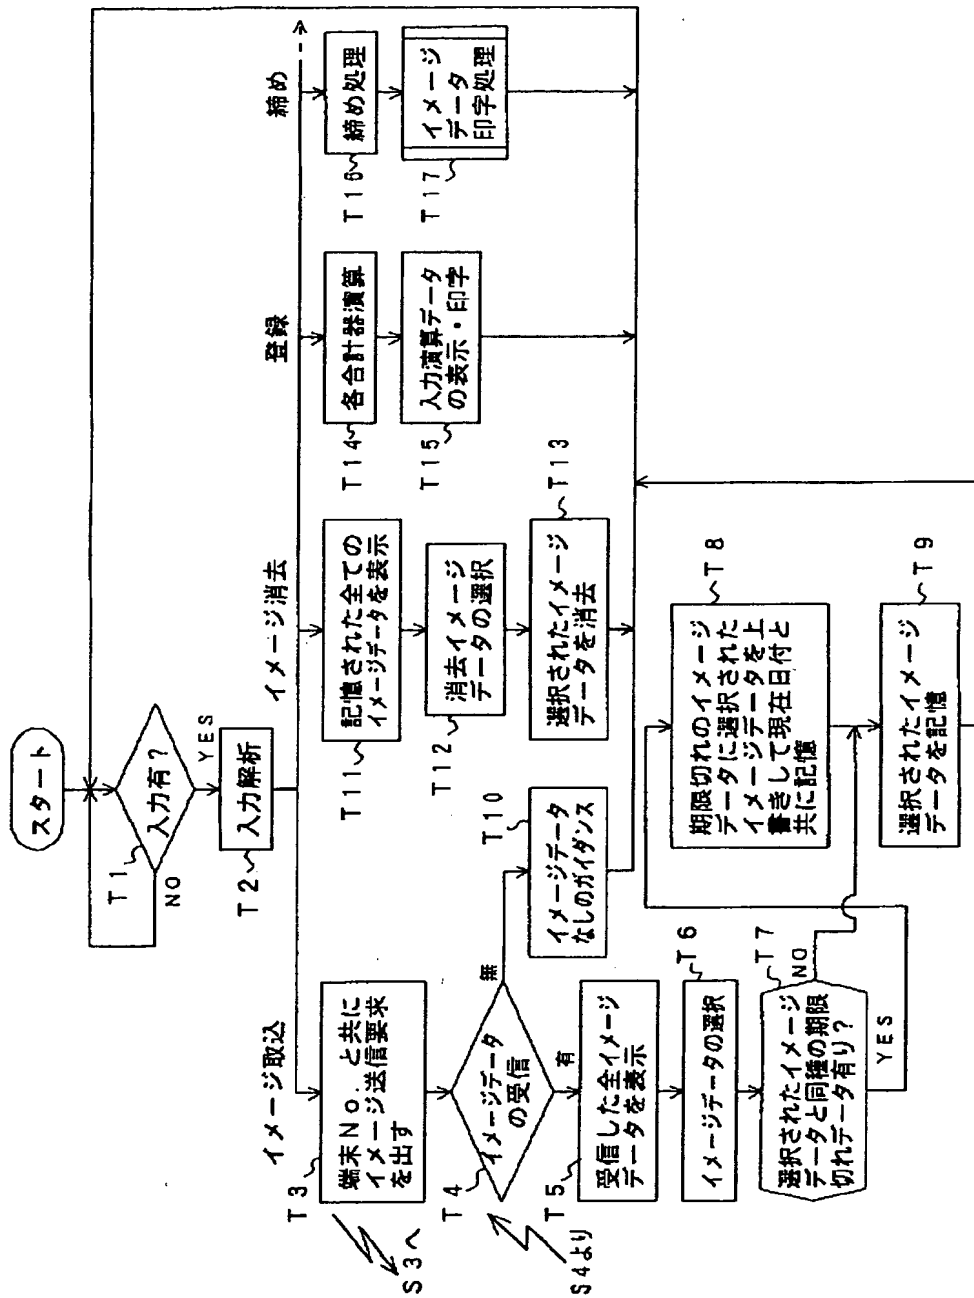 スタート
T1
入力有?
NO
YES
T2
入力解析
イメージ取込
T3
端末No.と共に
イメージ送信要求
を出す
S3へ
T4
イメージデータ
の受信
S4より
無
有
T10
イメージデータ
なしのガイダンス
T5
受信した全イメージ
データを表示
T6
イメージデータの選択
T7
選択されたイメージ
データと同種の期限
切れデータ有り?
NO
YES
T8
期限切れのイメージ
データに選択された
イメージデータを上
書きして現在日付と
共に記憶
T9
選択されたイメージ
データを記憶
イメージ消去
T11
記憶された全ての
イメージデータを表示
T12
消去イメージ
データの選択
T13
選択されたイメージ
データを消去
登録
T14
各合計器演算
T15
入力演算データ
の表示・印字
締め
T16
締め処理
T17
イメージ
データ
印字処理